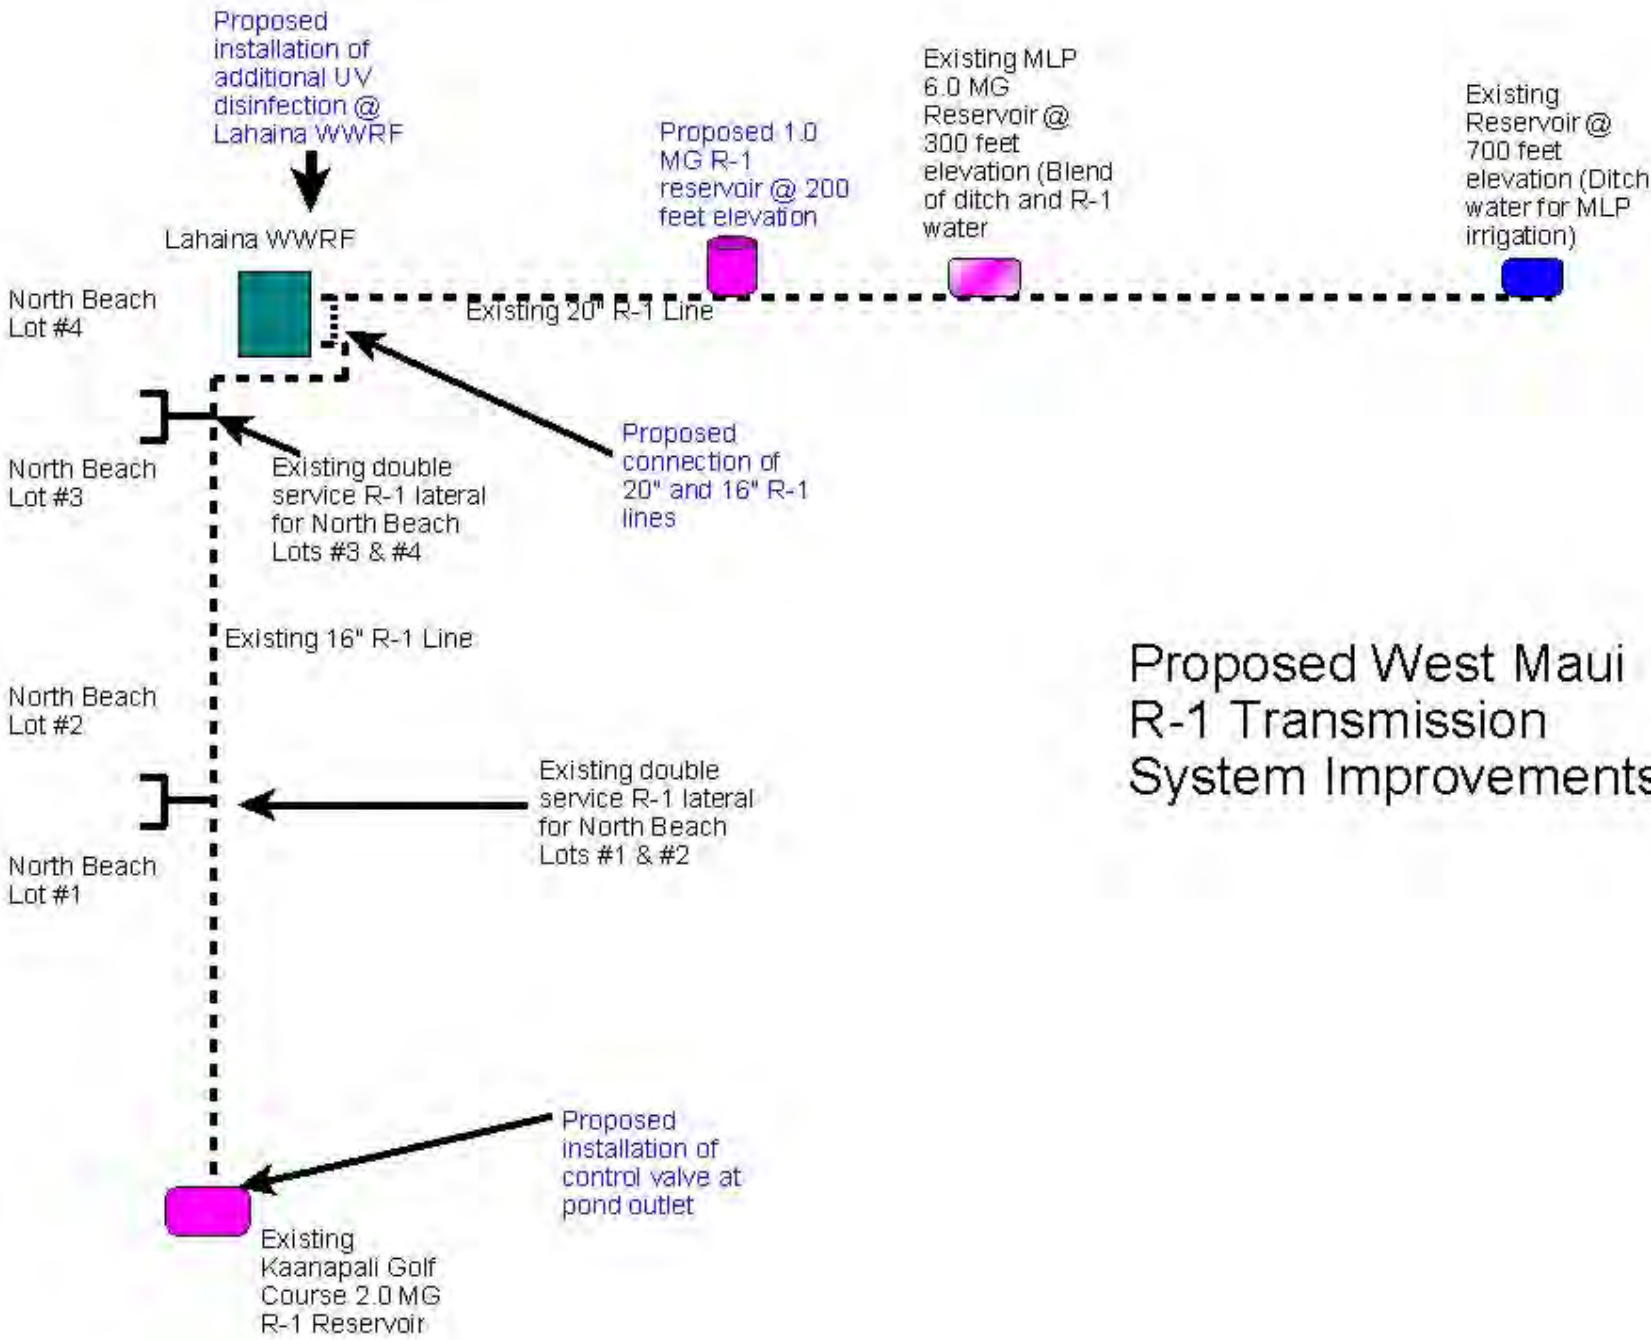 Proposed
installation of
additional UV
disinfection @
Lahaina WWRF
Existing MLP
6.0 MG
Reservoir @
300 feet
elevation (Blend
of ditch and R-1
water
Existing
Reservoir @
700 feet
elevation (Ditch
water for MLP
irrigation)
Proposed 1.0
MG R-1
reservoir @ 200
feet elevation
Lahaina WWRF
North Beach
Lot #4
Existing 20" R-1 Line
North Beach
Lot #3
Existing double
service R-1 lateral
for North Beach
Lots #3 & #4
Proposed
connection of
20" and 16" R-1
lines
Existing 16" R-1 Line
Proposed West Maui
R-1 Transmission
System Improvements
North Beach
Lot #2
Existing double
service R-1 lateral
for North Beach
Lots #1 & #2
North Beach
Lot #1
Proposed
installation of
control valve at
pond outlet
Existing
Kaanapali Golf
Course 2.0 MG
R-1 Reservoir